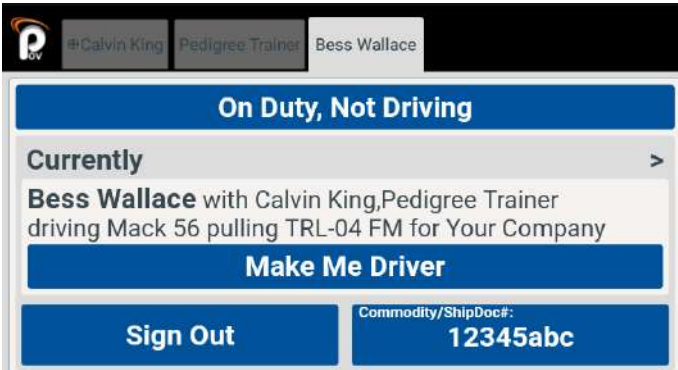 P
OV
⊕Calvin King
Pedigree Trainer
Bess Wallace
On Duty, Not Driving
Currently >
Bess Wallace with Calvin King,Pedigree Trainer
driving Mack 56 pulling TRL-04 FM for Your Company
Make Me Driver
Sign Out
Commodity/ShipDoc#:
12345abc